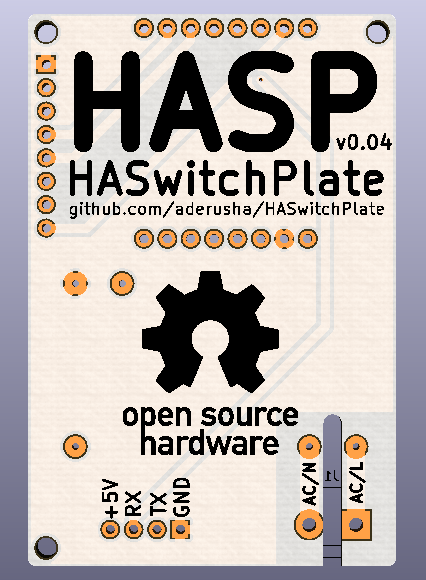 HASP
v0.04
HASwitchPlate
github.com/aderusha/HASwitchPlate
open source
hardware
+5V
RX
TX
GND
AC/N
AC/L